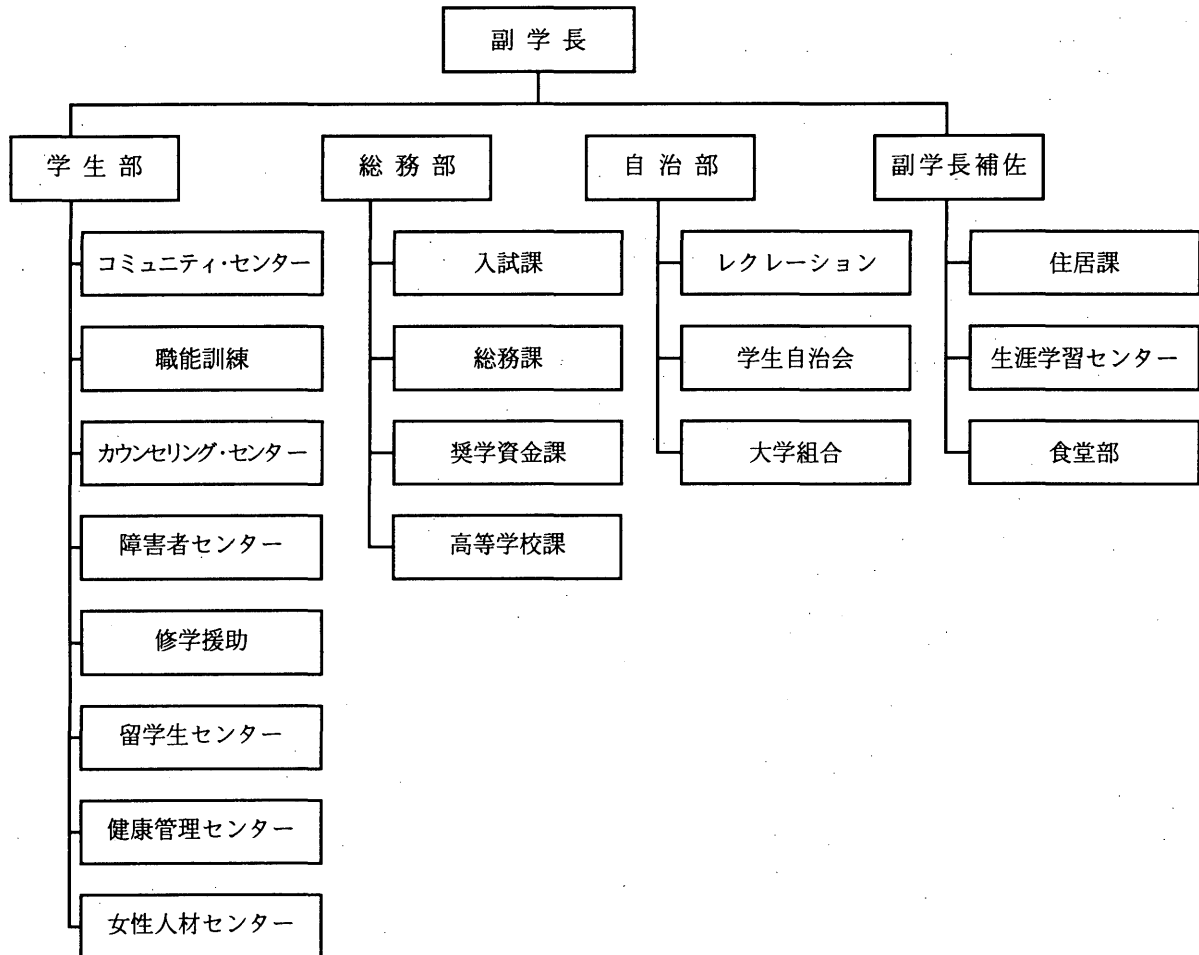 副学長
学生部
コミュニティ・センター
職能訓練
カウンセリング・センター
障害者センター
修学援助
留学生センター
健康管理センター
女性人材センター
総務部
入試課
総務課
奨学資金課
高等学校課
自治部
レクレーション
学生自治会
大学組合
副学長補佐
住居課
生涯学習センター
食堂部